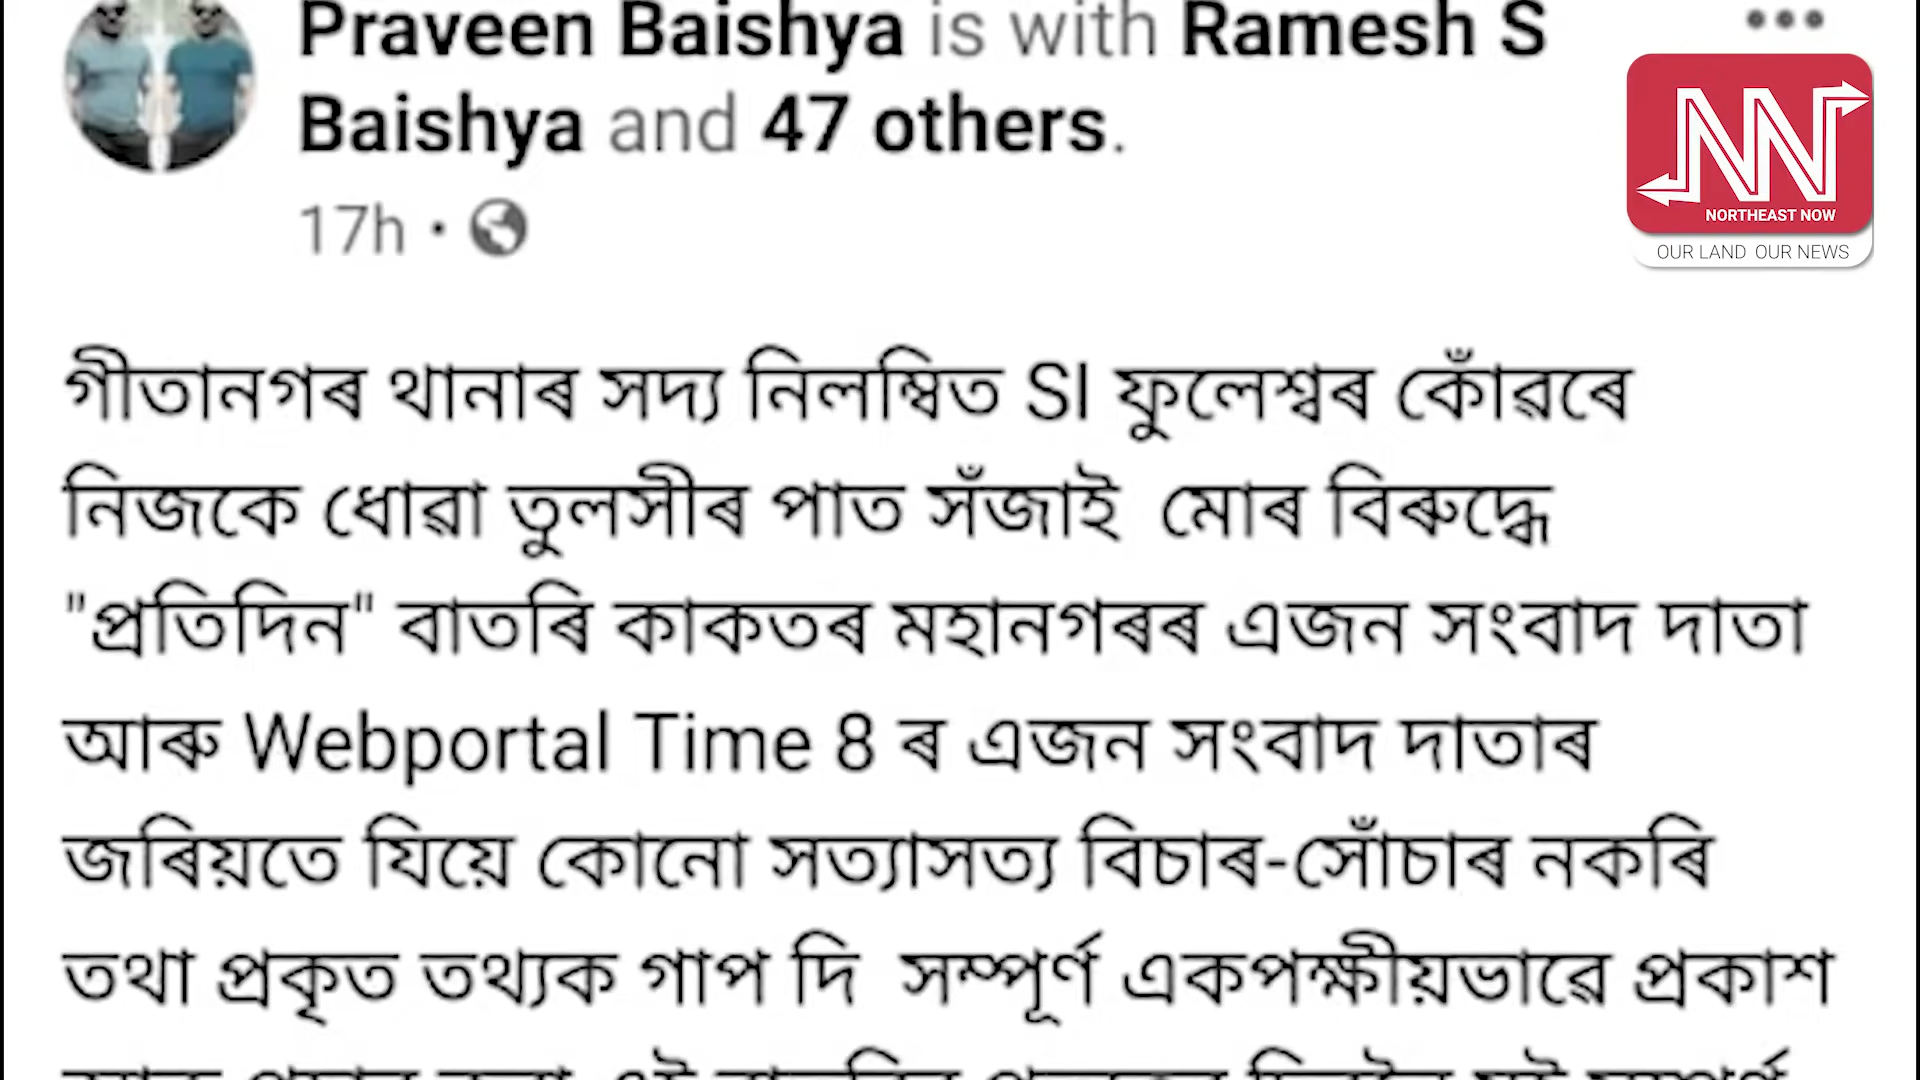 Praveen Baishya is with Ramesh S
Baishya and 47 others.
17h
NORTHEAST NOW
OUR LAND OUR NEWS
গীতানগৰ থানাৰ সদ্য নিলম্বিত SI ফুলেশ্বৰ কোঁৱৰে
নিজকে ধোৱা তুলসীৰ পাত সঁজাই মোৰ বিৰুদ্ধে
"প্ৰতিদিন" বাতৰি কাকতৰ মহানগৰৰ এজন সংবাদ দাতা
আৰু Webportal Time 8 ৰ এজন সংবাদ দাতাৰ
জৰিয়তে যিয়ে কোনো সত্যাসত্য বিচাৰ-সোঁচাৰ নকৰি
তথা প্ৰকৃত তথ্যক গাপ দি সম্পূৰ্ণ একপক্ষীয়ভাৱে প্ৰকাশ